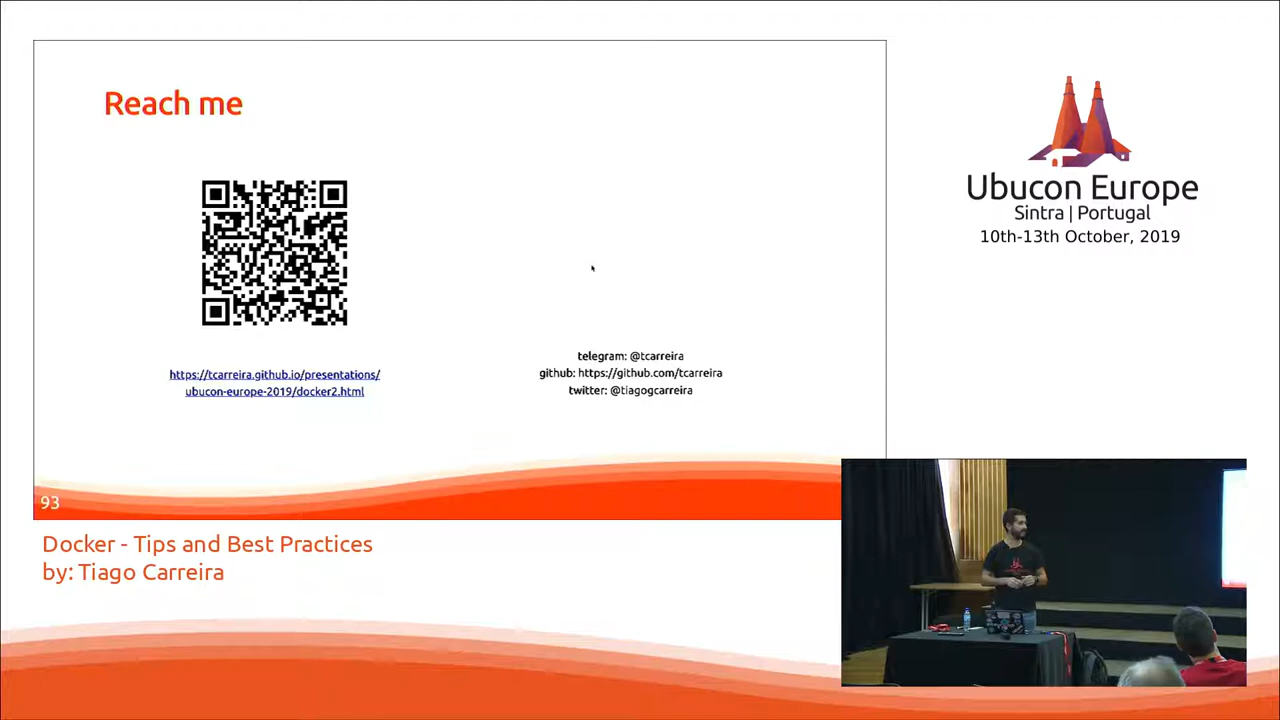 Reach me
https://tcarreira.github.io/presentations/
ubucon-europe-2019/docker2.html
telegram: @tcarreira
github: https://github.com/tcarreira
twitter: @tiagogcarreira
93
Docker - Tips and Best Practices
by: Tiago Carreira
Ubucon Europe
Sintra | Portugal
10th-13th October, 2019